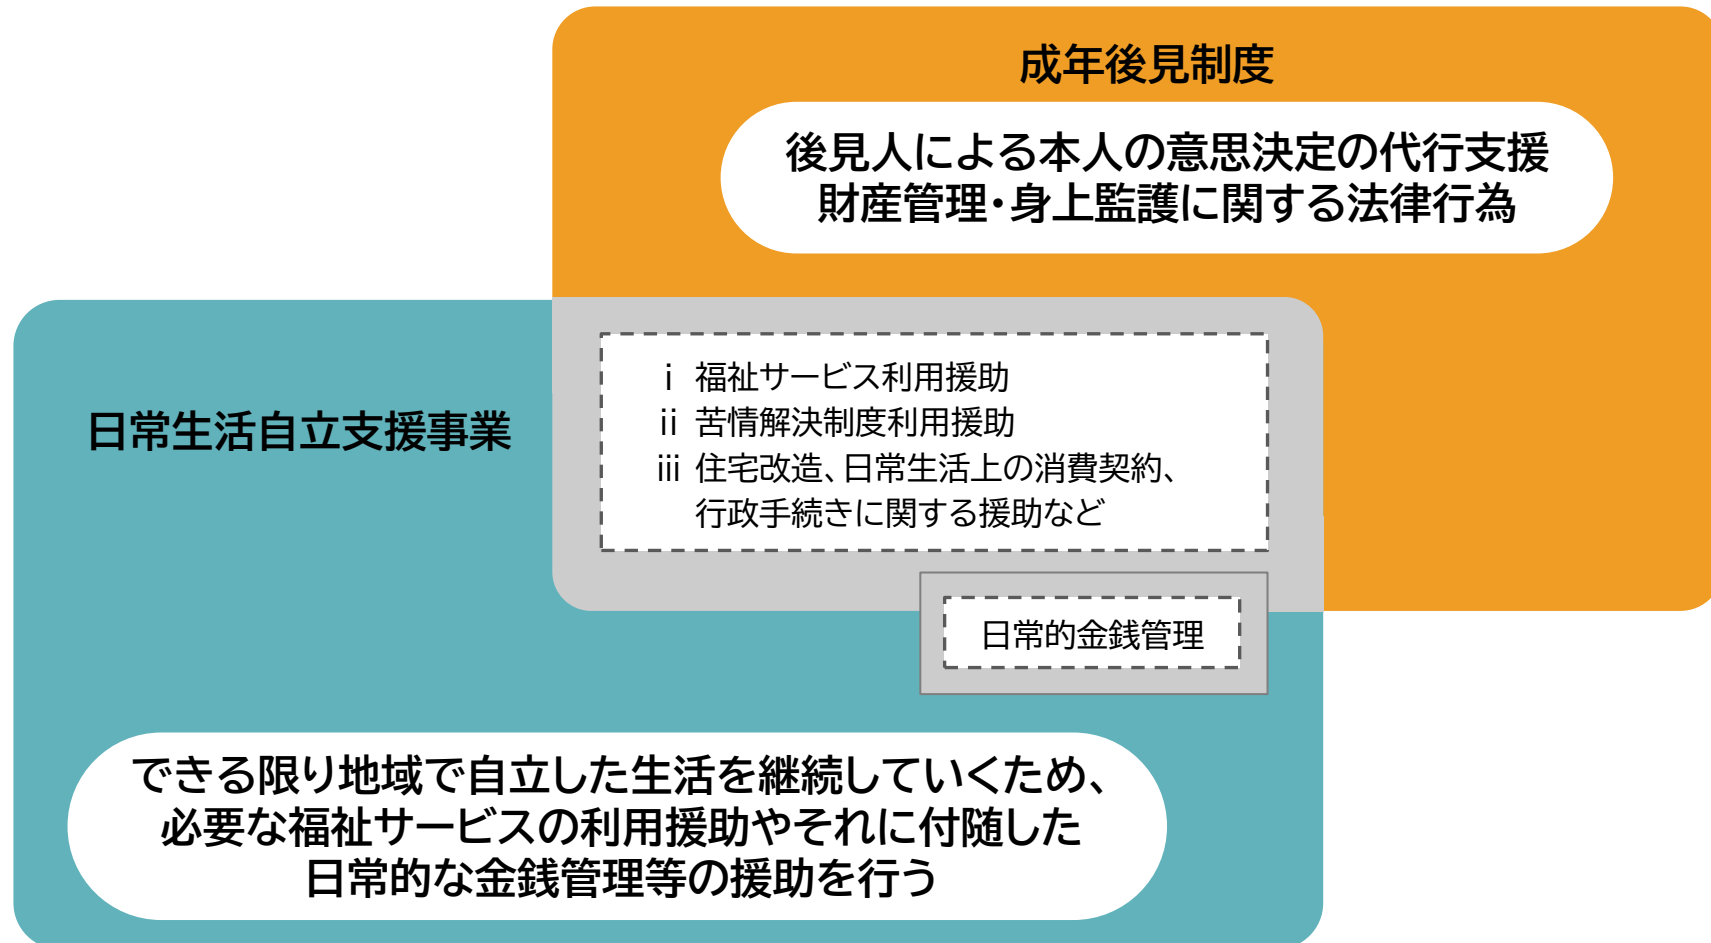 成年後見制度
後見人による本人の意思決定の代行支援
財産管理・身上監護に関する法律行為
日常生活自立支援事業
ⅰ 福祉サービス利用援助
ⅱ 苦情解決制度利用援助
ⅲ 住宅改造、日常生活上の消費契約、
行政手続きに関する援助など
日常的金銭管理
できる限り地域で自立した生活を継続していくため、
必要な福祉サービスの利用援助やそれに付随した
日常的な金銭管理等の援助を行う